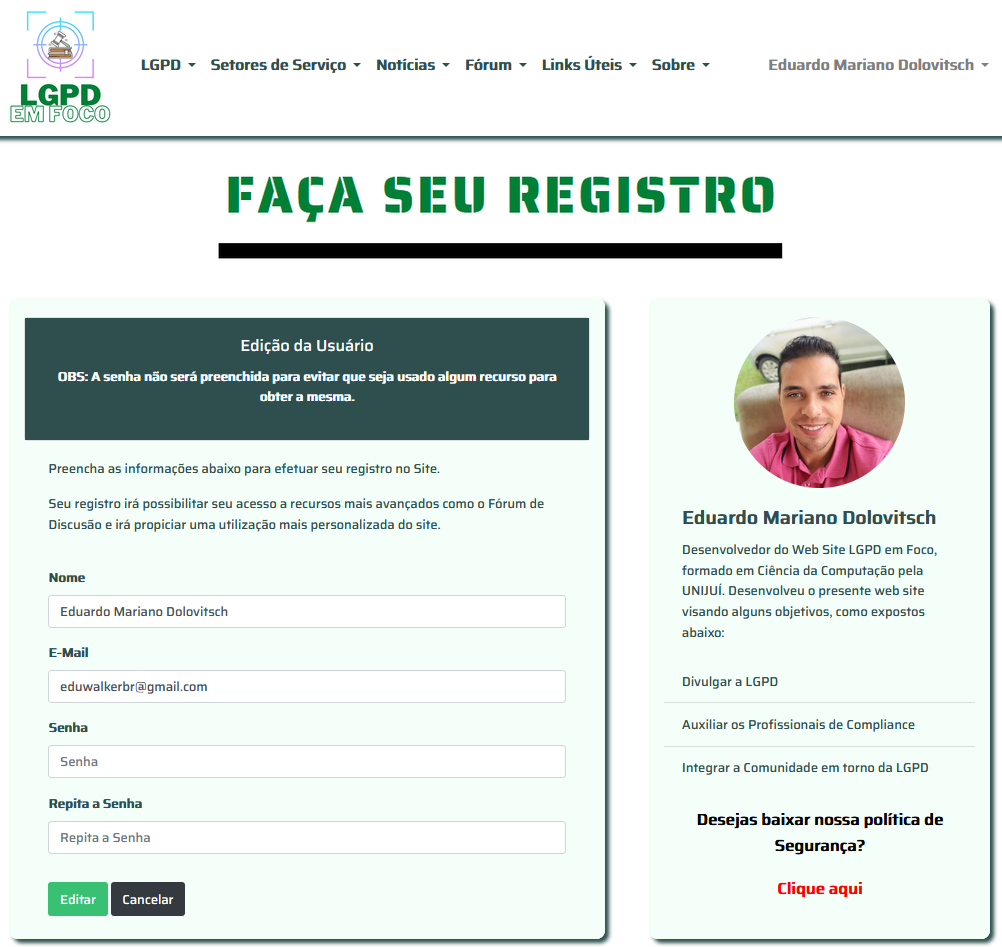 LGPD
EM FOCO
LGPD Setores de Serviço Notícias Fórum Links Úteis Sobre Eduardo Mariano Dolovitsch
FAÇA SEU REGISTRO
Edição da Usuário
OBS: A senha não será preenchida para evitar que seja usado algum recurso para
obter a mesma.
Preencha as informações abaixo para efetuar seu registro no Site.
Seu registro irá possibilitar seu acesso a recursos mais avançados como o Fórum de
Discusão e irá propiciar uma utilização mais personalizada do site.
Nome
Eduardo Mariano Dolovitsch
E-Mail
eduwalkerbr@gmail.com
Senha
Senha
Repita a Senha
Repita a Senha
Editar Cancelar
Eduardo Mariano Dolovitsch
Desenvolvedor do Web Site LGPD em Foco,
formado em Ciência da Computação pela
UNIJUÍ. Desenvolveu o presente web site
visando alguns objetivos, como expostos
abaixo:
Divulgar a LGPD
Auxiliar os Profissionais de Compliance
Integrar a Comunidade em torno da LGPD
Desejas baixar nossa política de
Segurança?
Clique aqui